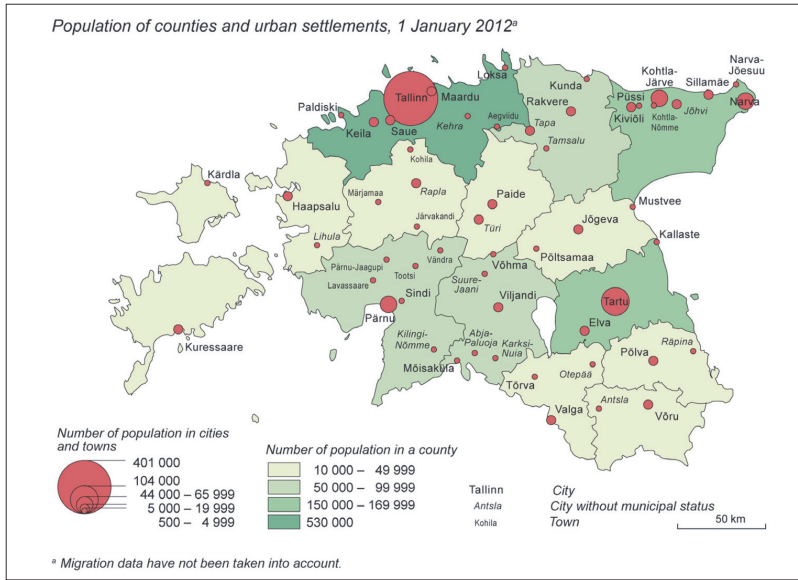 Population of counties and urban settlements, 1 January 2012ᵃ
Narva-
Jõesuu
Loksa
Kunda
Kohtla-
Järve
Sillamäe
Tallinn
Maardu
Rakvere
Püssi
Narva
Paldiski
Kehra
Aegviidu
Tapa
Kiviõli
Kohtla-
Nõmme
Jõhvi
Keila
Saue
Tamsalu
Kohila
Kärdla
Haapsalu
Märjamaa
Rapla
Paide
Mustvee
Järvakandi
Türi
Jõgeva
Lihula
Kallaste
Vändra
Võhma
Põltsamaa
Pärnu-Jaagupi
Tootsi
Suure-
Jaani
Lavassaare
Sindi
Viljandi
Tartu
Pärnu
Elva
Kuressaare
Kilingi-
Nõmme
Abja-
Paluoja
Karksi-
Nuia
Põlva
Räpina
Mõisaküla
Tõrva
Otepää
Antsla
Valga
Võru
Number of population in cities
and towns
401 000
104 000
44 000 – 65 999
5 000 – 19 999
500 – 4 999
Number of population in a county
10 000 – 49 999
50 000 – 99 999
150 000 – 169 999
530 000
Tallinn City
Antsla City without municipal status
Kohila Town
50 km
ᵃ Migration data have not been taken into account.